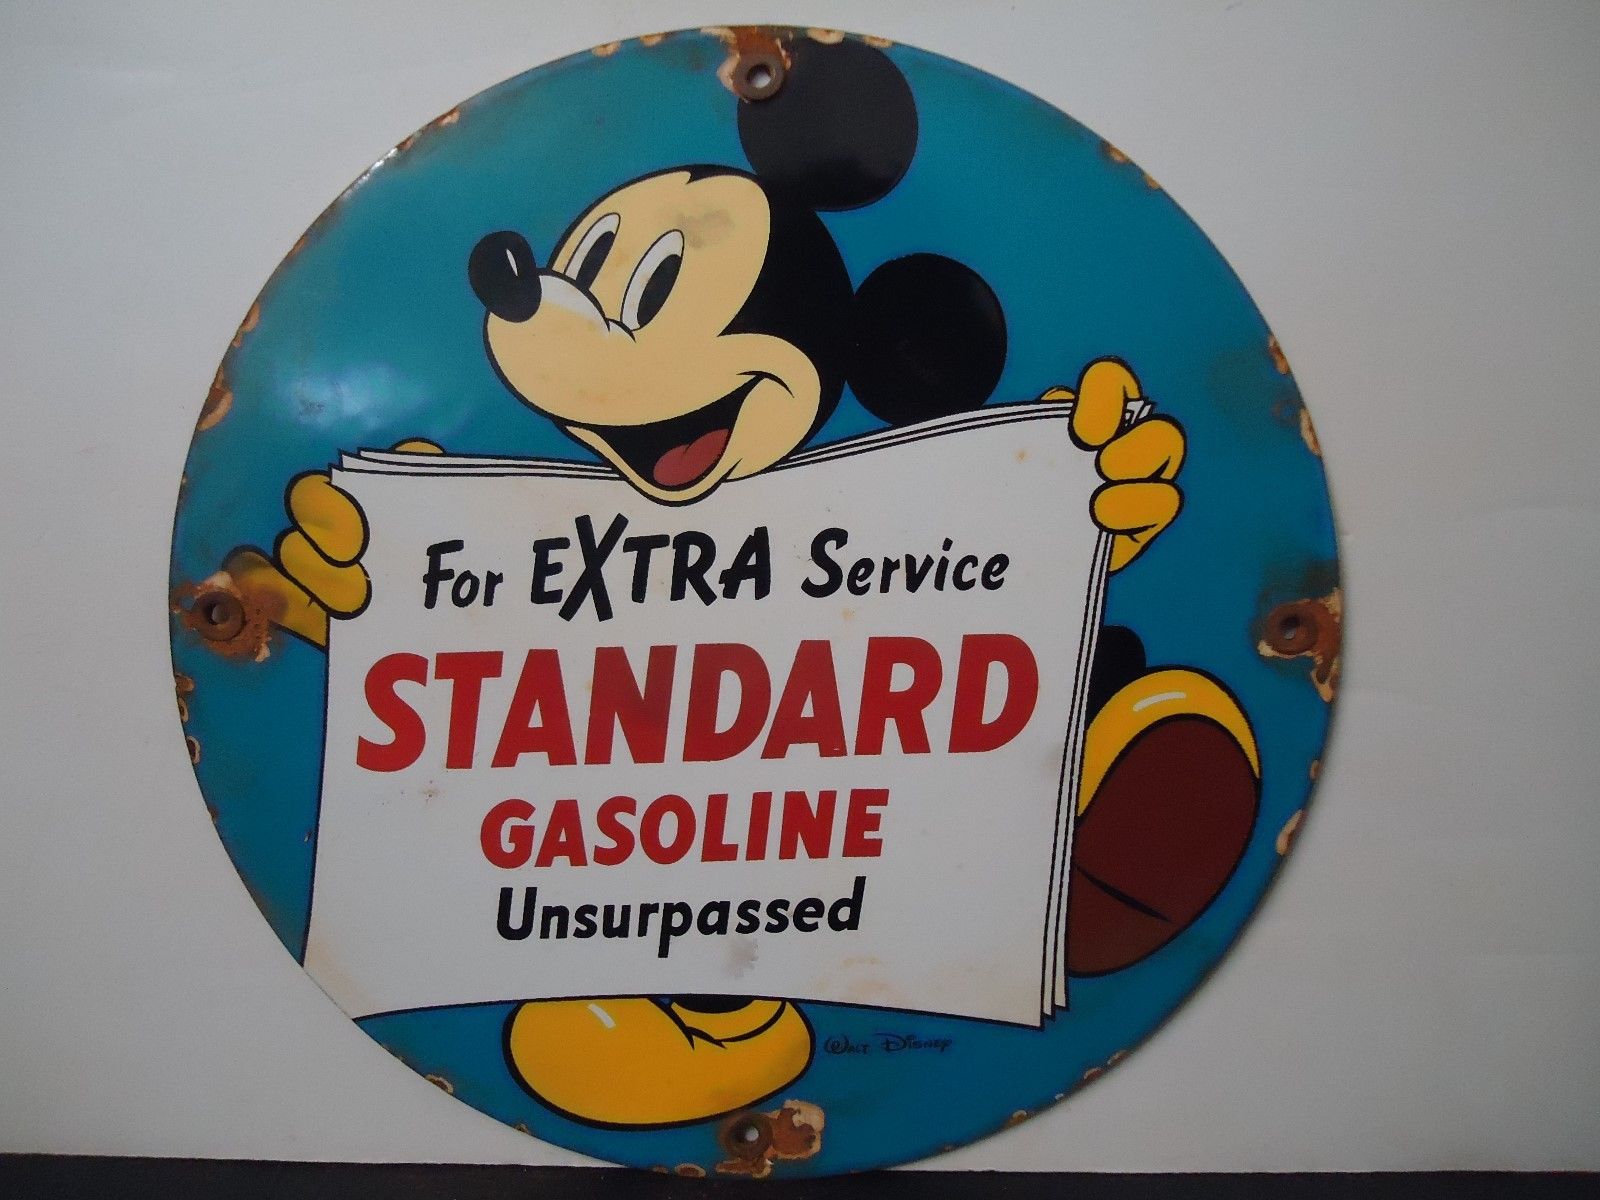 For EXTRA Service
STANDARD
GASOLINE
Unsurpassed
Walt Disney